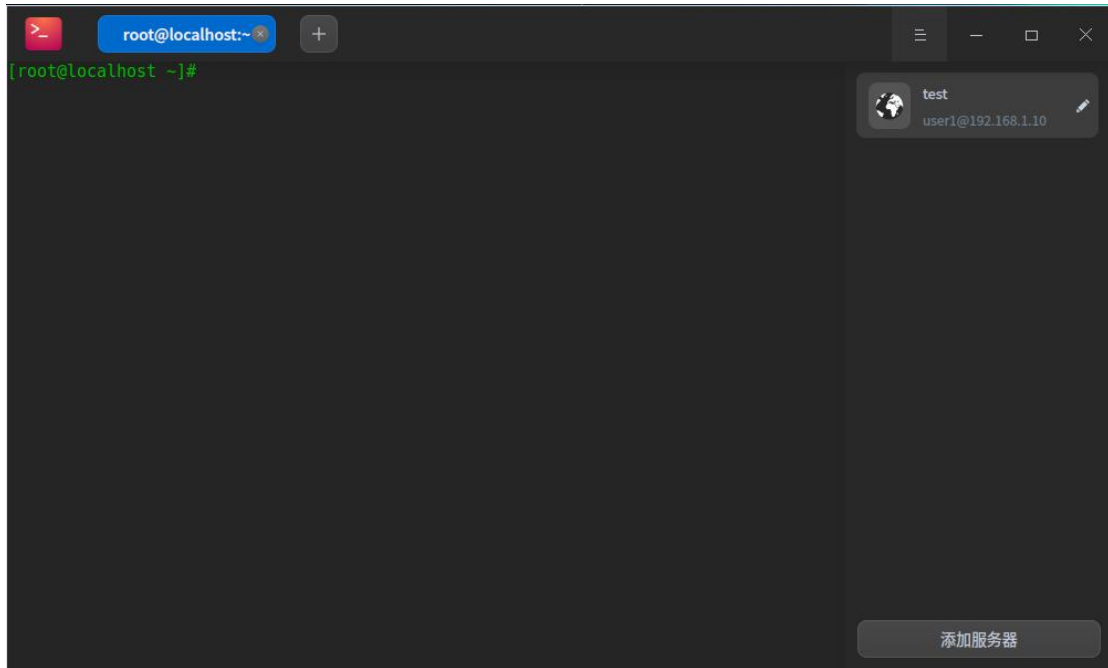 root@localhost:~
[root@localhost ~]#
test
user1@192.168.1.10
添加服务器